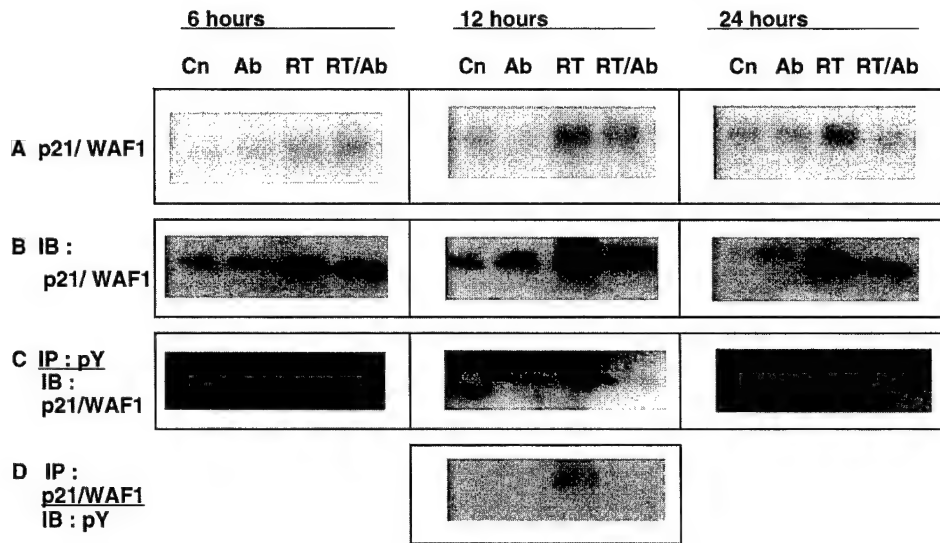 6 hours 12 hours 24 hours
Cn Ab RT RT/Ab Cn Ab RT RT/Ab Cn Ab RT RT/Ab
A p21/ WAF1
B IB :
p21/ WAF1
C IP : pY
IB :
p21/WAF1
D IP :
p21/WAF1
IB : pY